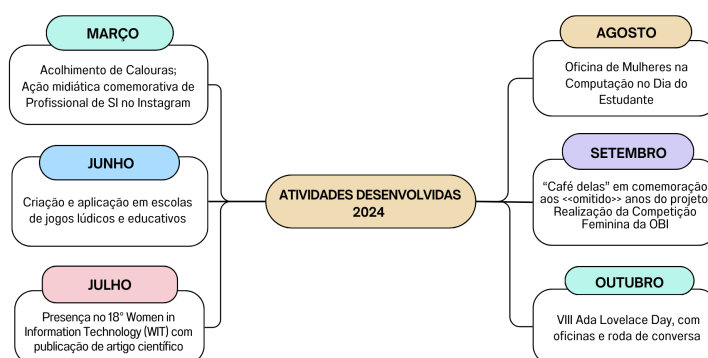 MARÇO
Acolhimento de Calouras;
Ação midiática comemorativa de
Profissional de SI no Instagram
JUNHO
Criação e aplicação em escolas
de jogos lúdicos e educativos
JULHO
Presença no 18° Women in
Information Technology (WIT) com
publicação de artigo científico
ATIVIDADES DESENVOLVIDAS
2024
AGOSTO
Oficina de Mulheres na
Computação no Dia do
Estudante
SETEMBRO
“Café delas” em comemoração
aos <<omitido>> anos do projeto
Realização da Competição
Feminina da OBI
OUTUBRO
VIII Ada Lovelace Day, com
oficinas e roda de conversa